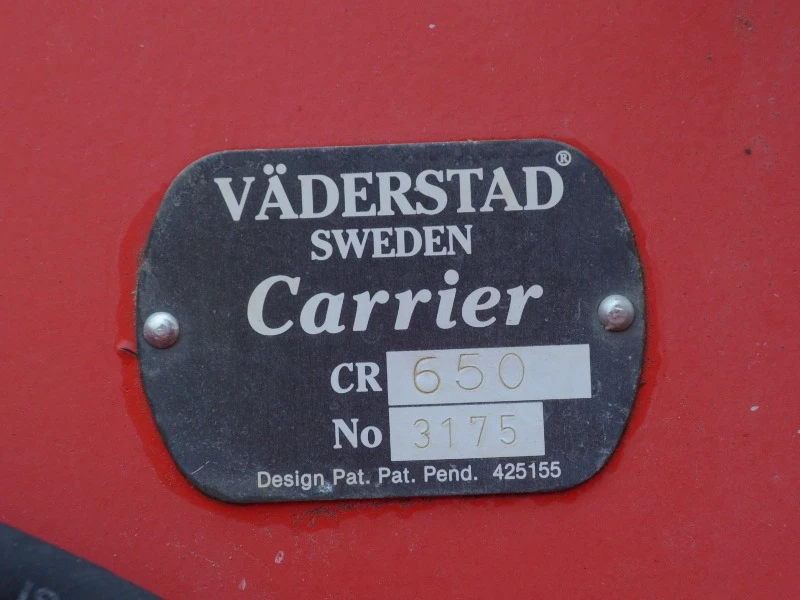 VÄDERSTAD®
SWEDEN
Carrier
CR 650
No 3175
Design Pat. Pat. Pend. 425155